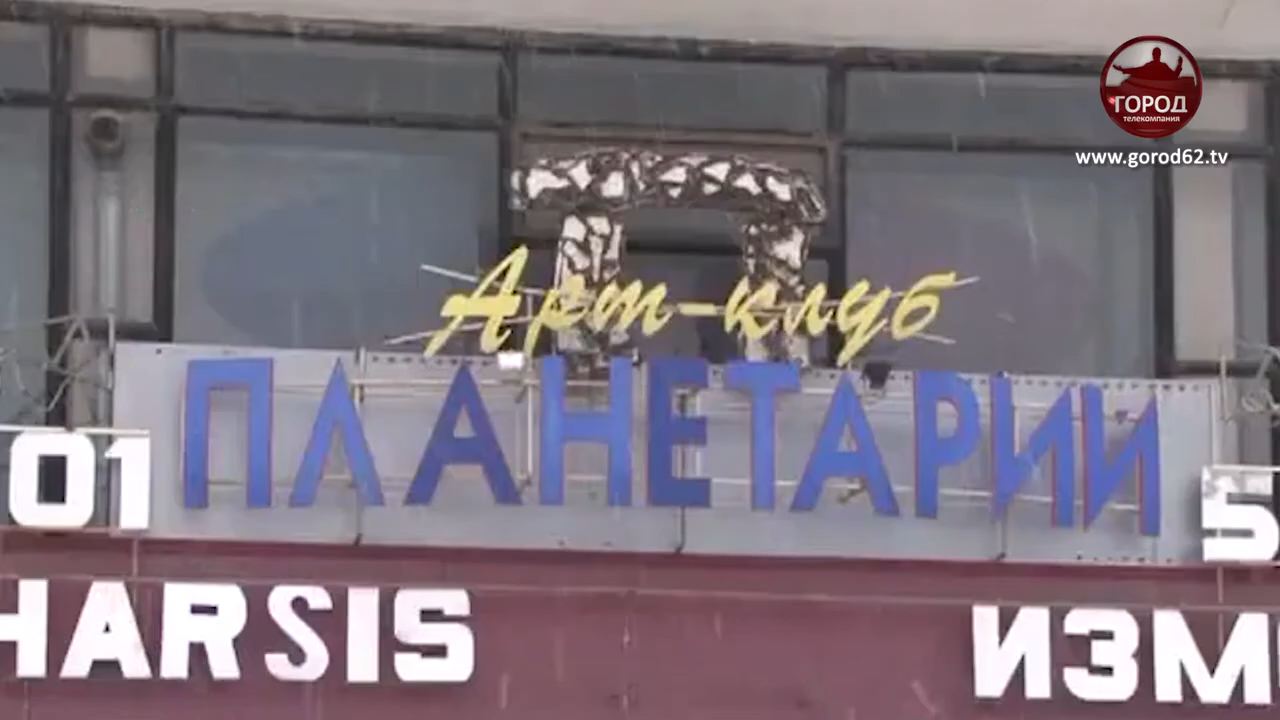 ГОРОД
телекомпания
www.gorod62.tv
Арт-клуб
ПЛАНЕТАРИИ
01
5
HARSIS
ИЗМ